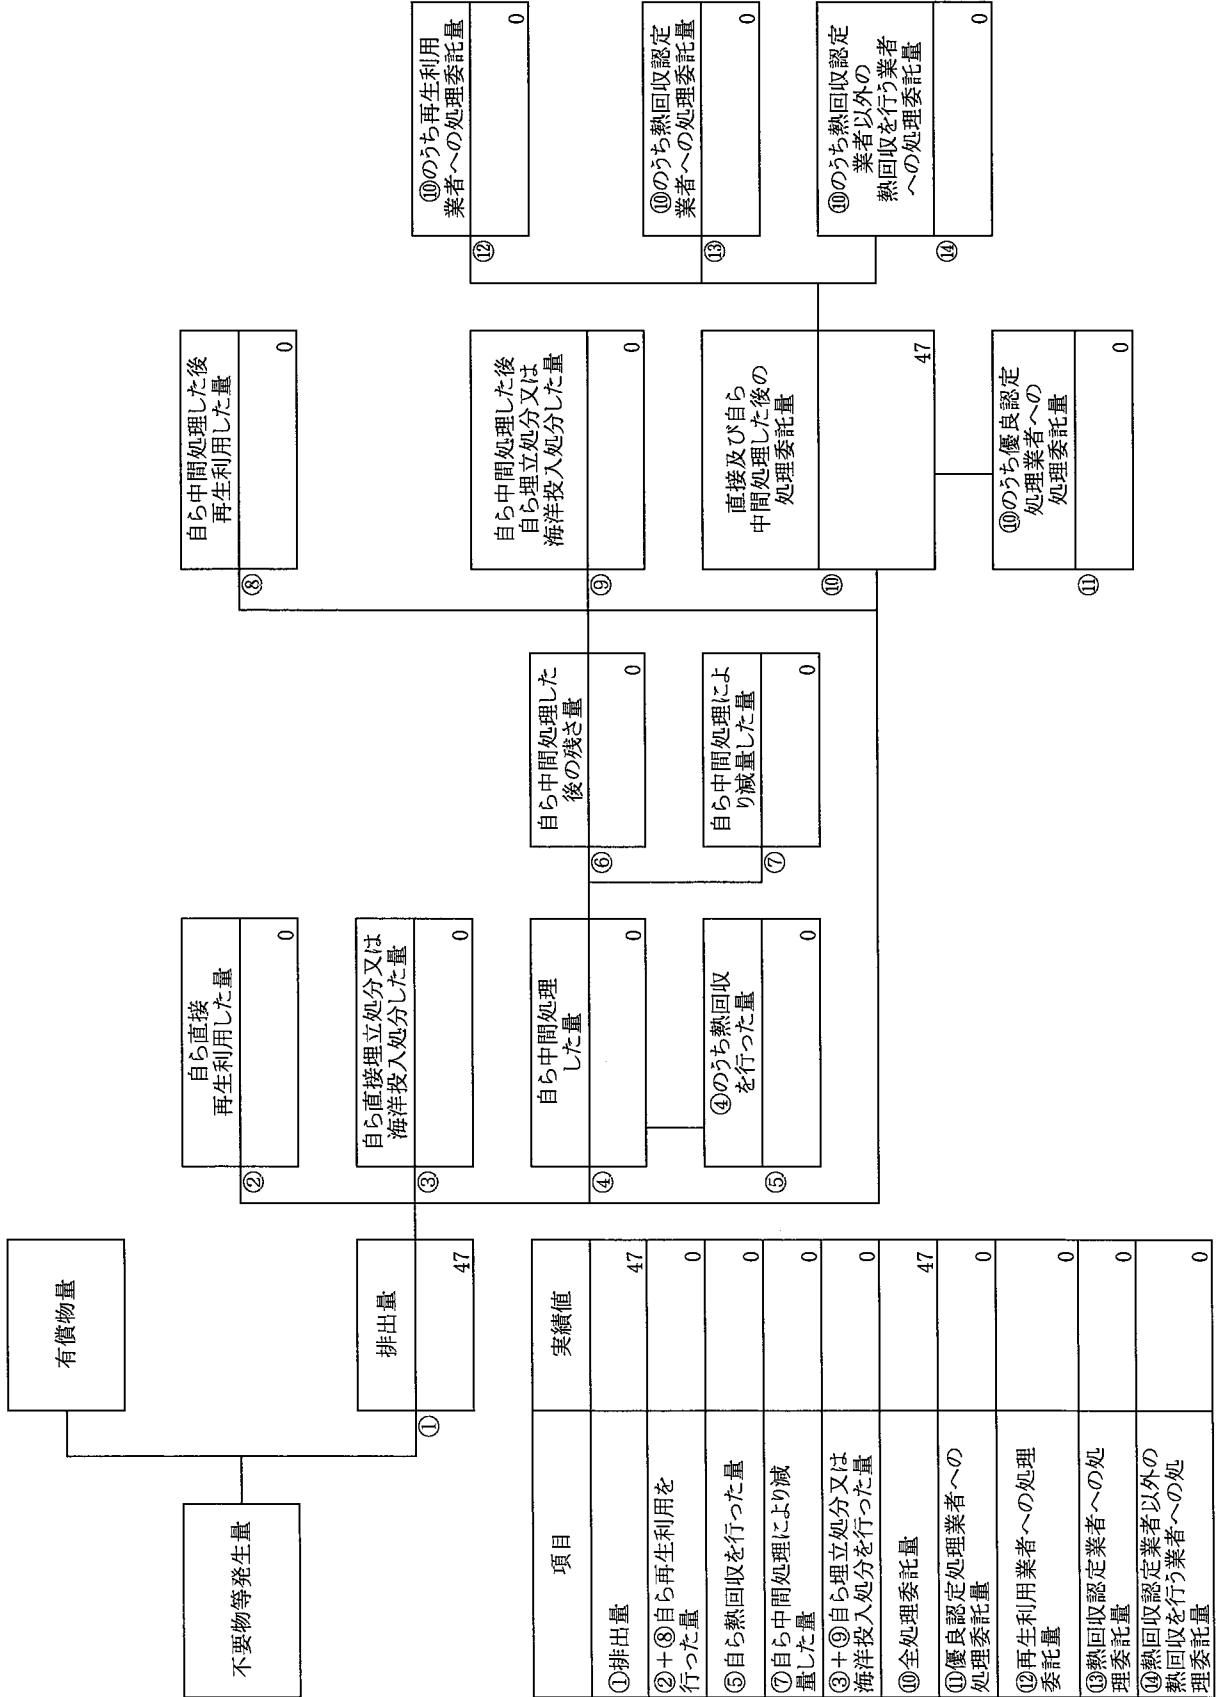 不要物等発生量
有償物量
①
排出量
47
②
自ら直接
再生利用した量
0
③
自ら直接埋立処分又は
海洋投入処分した量
0
④
自ら中間処理
した量
0
⑤
④のうち熱回収
を行った量
0
⑥
自ら中間処理した
後の残さ量
0
⑦
自ら中間処理によ
り減量した量
0
⑧
自ら中間処理した後
再生利用した量
0
⑨
自ら中間処理した後
自ら埋立処分又は
海洋投入処分した量
0
⑩
直接及び自ら
中間処理した後の
処理委託量
47
⑪
⑩のうち優良認定
処理業者への
処理委託量
0
⑫
⑩のうち再生利用
業者への処理委託量
0
⑬
⑩のうち熱回収認定
業者への処理委託量
0
⑭
⑩のうち熱回収認定
業者以外の
熱回収を行う業者
への処理委託量
0
項目 実績値
①排出量 47
②+⑧自ら再生利用を
行った量 0
⑤自ら熱回収を行った量 0
⑦自ら中間処理により減
量した量 0
③+⑨自ら埋立処分又は
海洋投入処分を行った量 0
⑩全処理委託量 47
⑪優良認定処理業者への
処理委託量 0
⑫再生利用業者への処理
委託量 0
⑬熱回収認定業者への処
理委託量 0
⑭熱回収認定業者以外の
熱回収を行う業者への処
理委託量 0